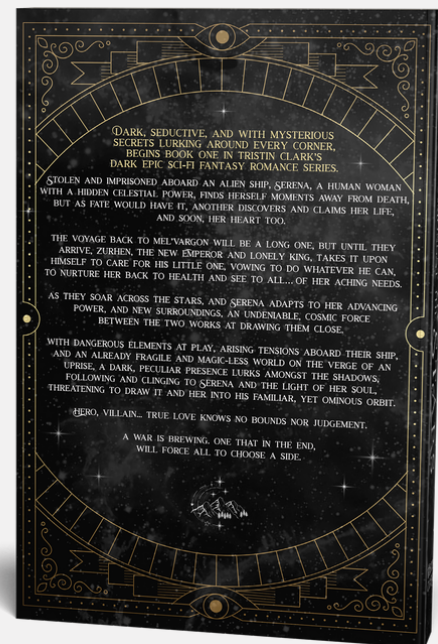 Dark, seductive, and with mysterious
secrets lurking around every corner,
begins book one in Tristin Clark's
dark epic sci-fi fantasy romance series.
Stolen and imprisoned aboard an alien ship, Serena, a human woman
with a hidden celestial power, finds herself moments away from death,
but as fate would have it, another discovers and claims her life,
and soon, her heart too.
The voyage back to Mel'Vargon will be a long one, but until they
arrive, Zurhen, the new Emperor and lonely king, takes it upon
himself to care for his little one, vowing to do whatever he can,
to nurture her back to health and see to all... of her aching needs.
As they soar across the stars, and Serena adapts to her advancing
power, and new surroundings, an undeniable, cosmic force
between the two works at drawing them close.
With dangerous elements at play, arising tensions aboard their ship,
and an already fragile and magic-less world on the verge of an
uprise, a dark, peculiar presence lurks amongst the shadows,
following and clinging to Serena and the light of her soul,
threatening to draw it and her into his familiar, yet ominous orbit.
Hero, villain... true love knows no bounds nor judgement.
A war is brewing. One that in the end,
will force all to choose a side.